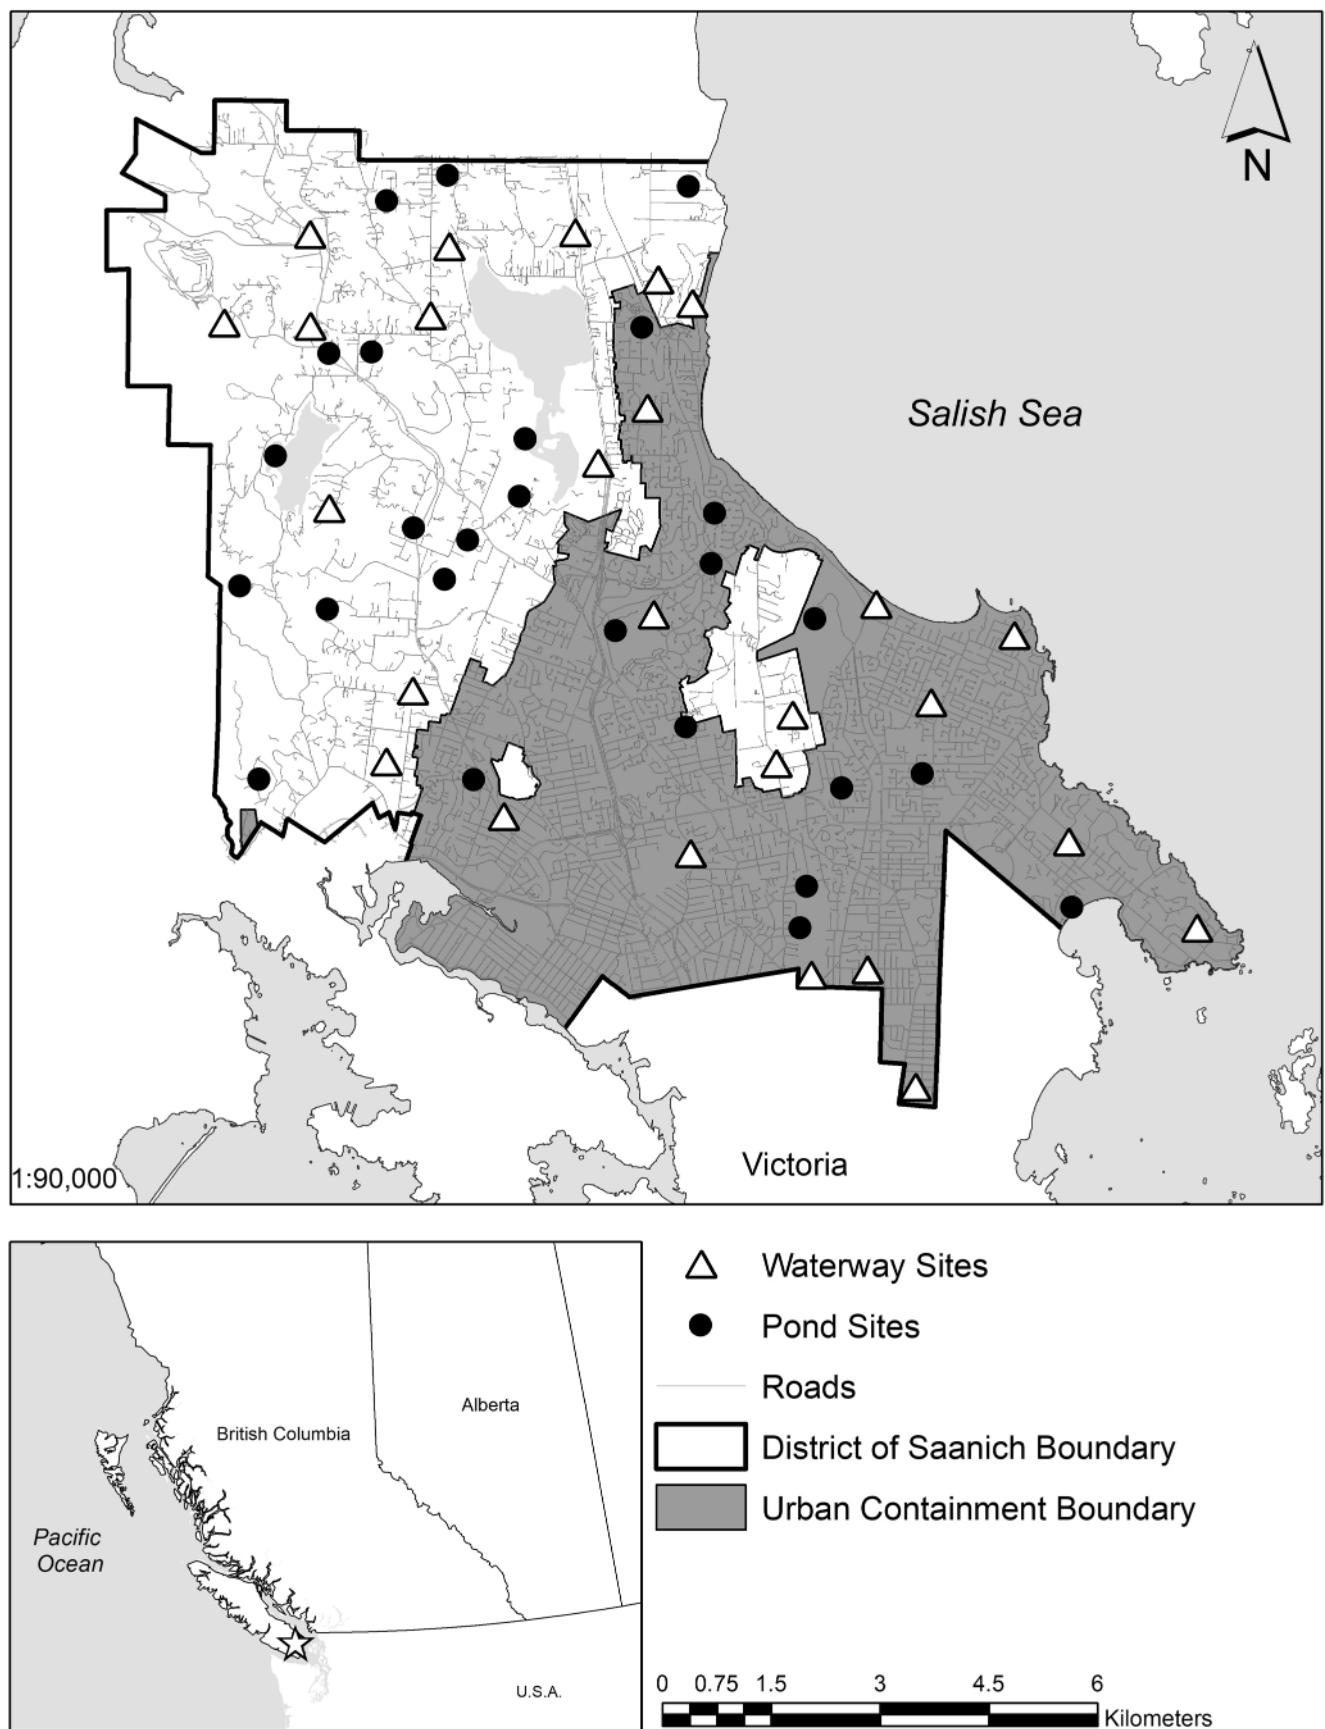 N
Salish Sea
Victoria
1:90,000
Waterway Sites
Pond Sites
Roads
District of Saanich Boundary
Urban Containment Boundary
Alberta
British Columbia
Pacific
Ocean
U.S.A.
0 0.75 1.5 3 4.5 6
Kilometers